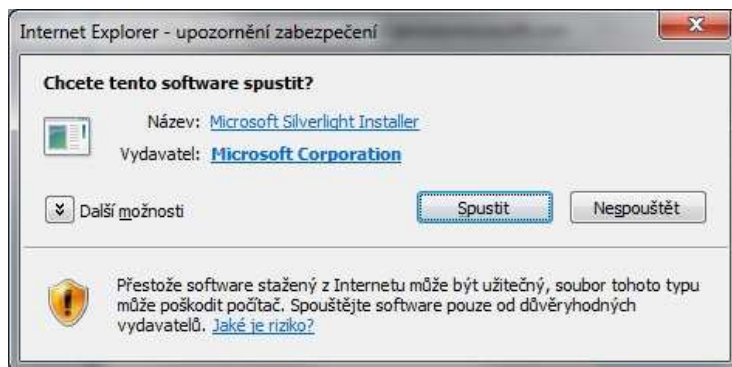 Internet Explorer - upozornění zabezpečení
Chcete tento software spustit?
Název: Microsoft Silverlight Installer
Vydavatel: Microsoft Corporation
Další možnosti
Spustit
Nespouštět
Přestože software stažený z Internetu může být užitečný, soubor tohoto typu
může poškodit počítač. Spouštějte software pouze od důvěryhodných
vydavatelů. Jaké je riziko?